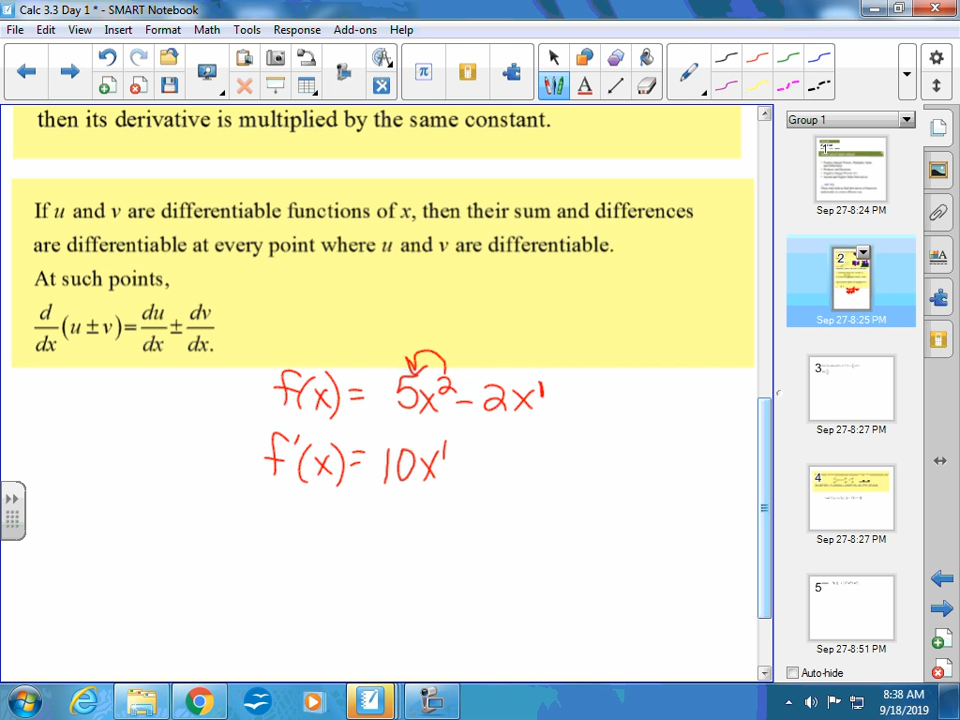 Calc 3.3 Day 1 * - SMART Notebook
File Edit View Insert Format Math Tools Response Add-ons Help
then its derivative is multiplied by the same constant.
If u and v are differentiable functions of x, then their sum and differences
are differentiable at every point where u and v are differentiable.
At such points,
d/dx (u ± v) = du/dx ± dv/dx.
f(x) = 5x² - 2x¹
f'(x) = 10x¹
Group 1
1
Sep 27-8:24 PM
2
Sep 27-8:25 PM
3
Sep 27-8:27 PM
4
Sep 27-8:27 PM
5
Sep 27-8:51 PM
Auto-hide
8:38 AM
9/18/2019